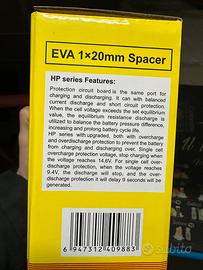 EVA 1×20mm Spacer
HP series Features:
Protection circuit board is the same port for
charging and discharging. It can with balanced
current discharge and short circuit protection.
When the cell voltage exceeds the set equilibrium
value, the equilibrium resistance discharge is
utilized to balance the battery pressure difference,
increasing and prolong battery cycle life.
HP series with upgraded, both with overcharge
and overdischarge protection to prevent the battery
from charging and discharging over. Single cell
overcharge protection voltage, stop charging when
the voltage reaches 14.6V. For single cell over-
discharge protection, when the voltage reaches
9.4V, the discharge will stop, and the over-
discharge protection of it will delay 9 seconds will be
generated.
6 947312 409883
subito